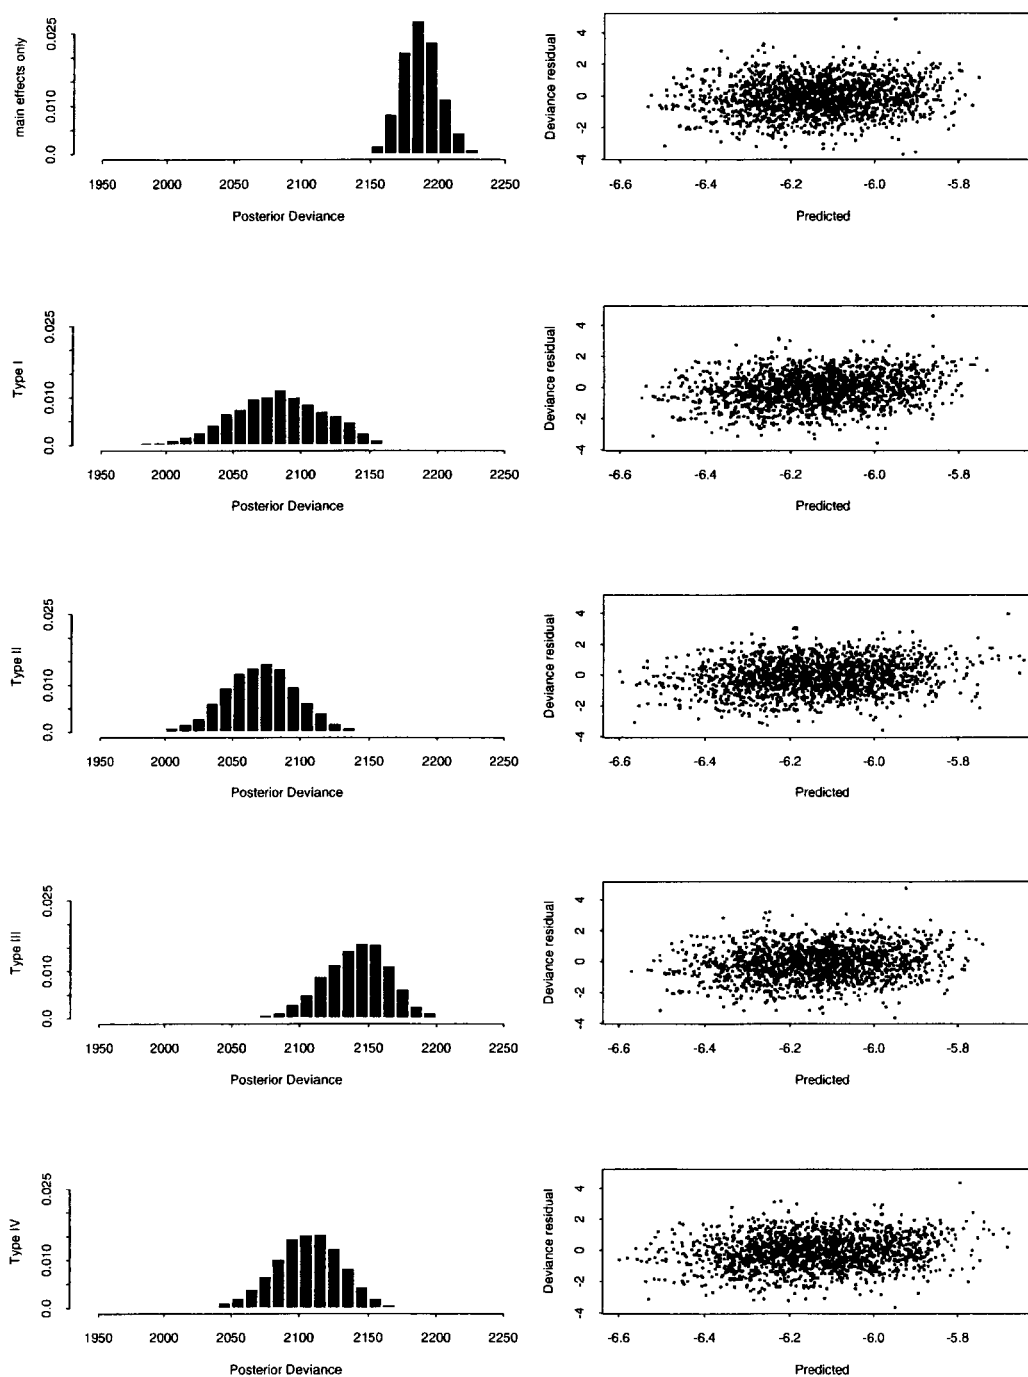 main effects only
0.0 0.010 0.025
1950 2000 2050 2100 2150 2200 2250
Posterior Deviance
Deviance residual
-4 -2 0 2 4
-6.6 -6.4 -6.2 -6.0 -5.8
Predicted
Type I
0.0 0.010 0.025
1950 2000 2050 2100 2150 2200 2250
Posterior Deviance
Deviance residual
-4 -2 0 2 4
-6.6 -6.4 -6.2 -6.0 -5.8
Predicted
Type II
0.0 0.010 0.025
1950 2000 2050 2100 2150 2200 2250
Posterior Deviance
Deviance residual
-4 -2 0 2 4
-6.6 -6.4 -6.2 -6.0 -5.8
Predicted
Type III
0.0 0.010 0.025
1950 2000 2050 2100 2150 2200 2250
Posterior Deviance
Deviance residual
-4 -2 0 2 4
-6.6 -6.4 -6.2 -6.0 -5.8
Predicted
Type IV
0.0 0.010 0.025
1950 2000 2050 2100 2150 2200 2250
Posterior Deviance
Deviance residual
-4 -2 0 2 4
-6.6 -6.4 -6.2 -6.0 -5.8
Predicted